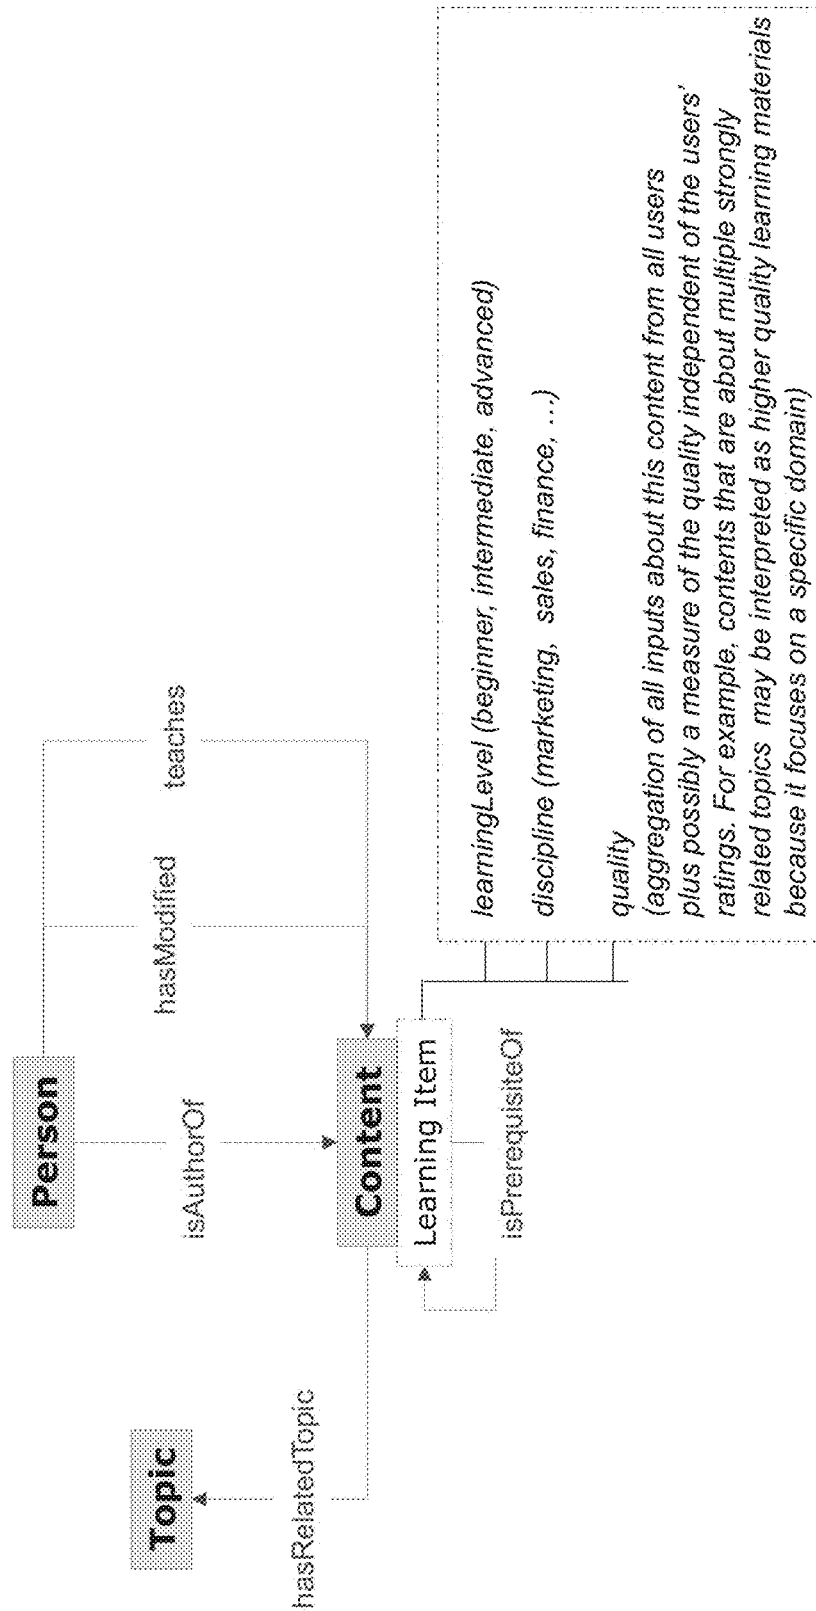 Person
Topic
isAuthorOf
hasModified
teaches
hasRelatedTopic
Content
Learning Item
isPrerequisiteOf
learningLevel (beginner, intermediate, advanced)
discipline (marketing, sales, finance, ...)
quality
(aggregation of all inputs about this content from all users
plus possibly a measure of the quality independent of the users'
ratings. For example, contents that are about multiple strongly
related topics may be interpreted as higher quality learning materials
because it focuses on a specific domain)